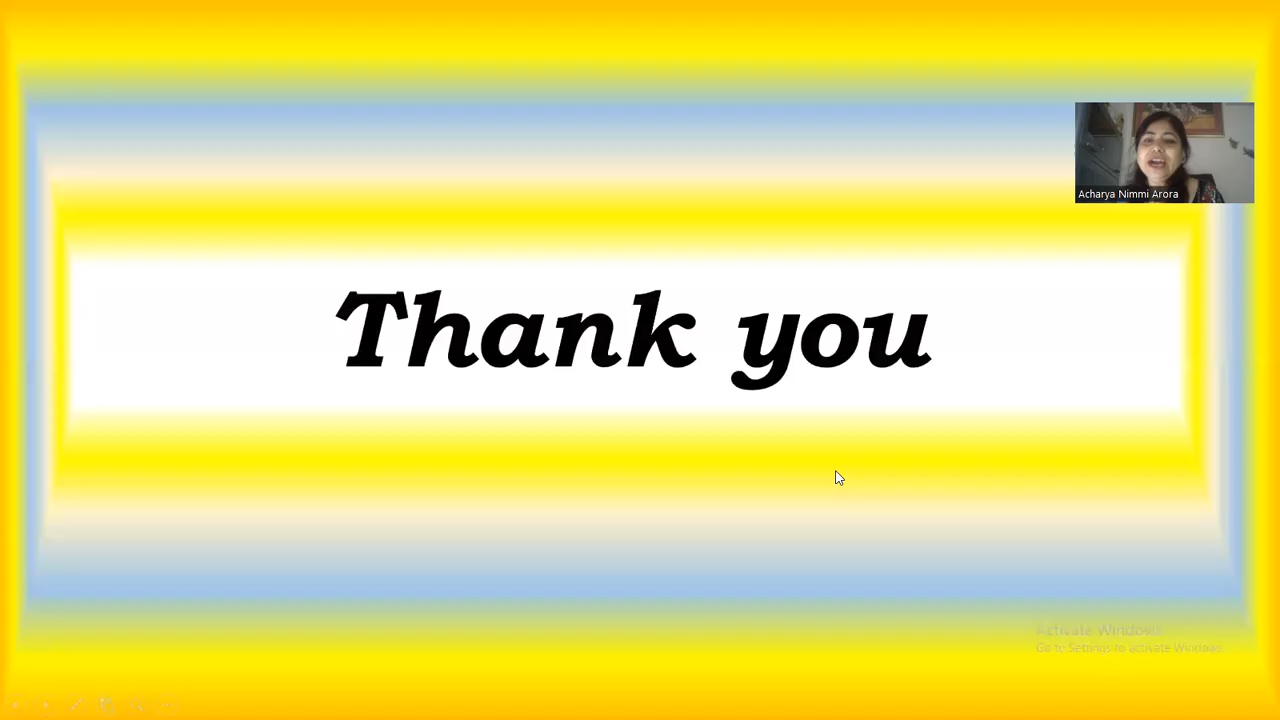 Acharya Nimmi Arora
Thank you
Activate Windows
Go to Settings to activate Windows.